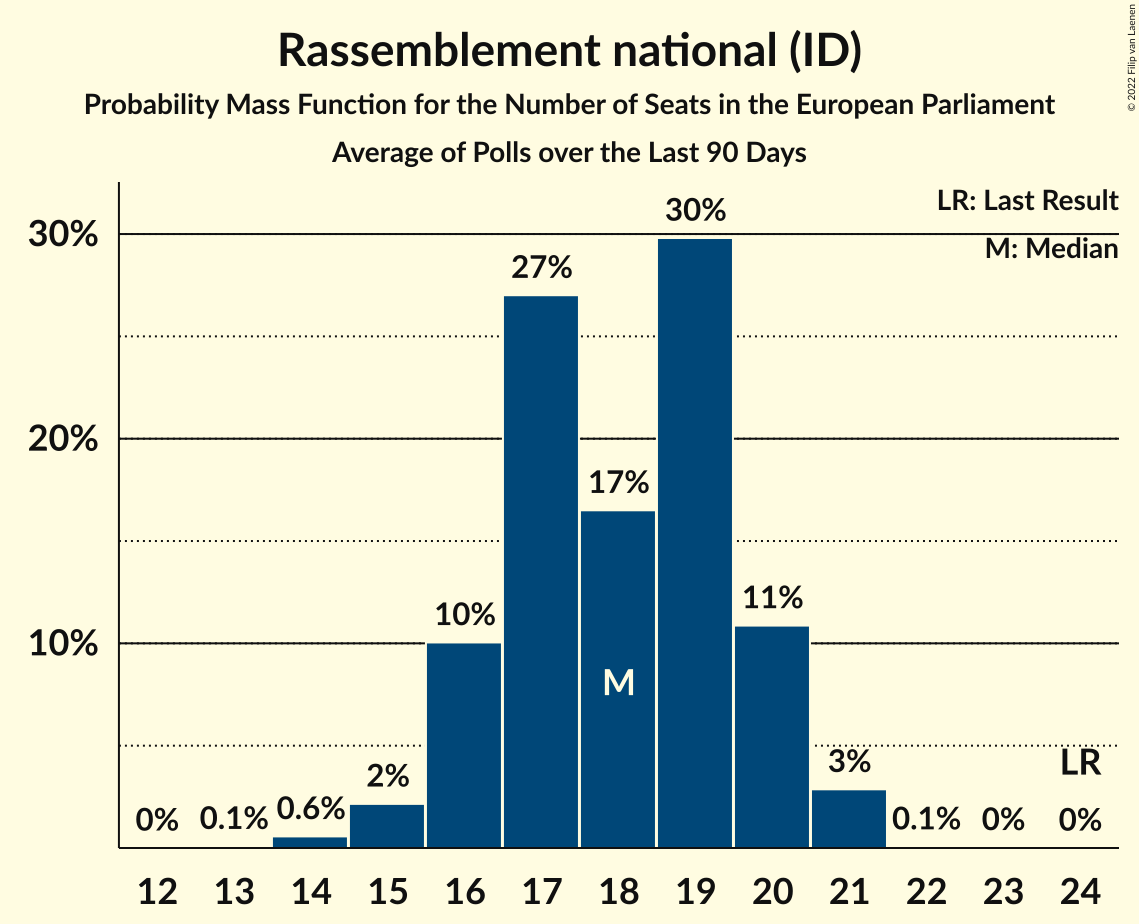 Rassemblement national (ID)
Probability Mass Function for the Number of Seats in the European Parliament
Average of Polls over the Last 90 Days
© 2022 Filip van Laenen
LR: Last Result
M: Median
30%
20%
10%
0%
0.1%
0.6%
2%
10%
27%
17%
30%
11%
3%
0.1%
0%
0%
M
LR
12 13 14 15 16 17 18 19 20 21 22 23 24